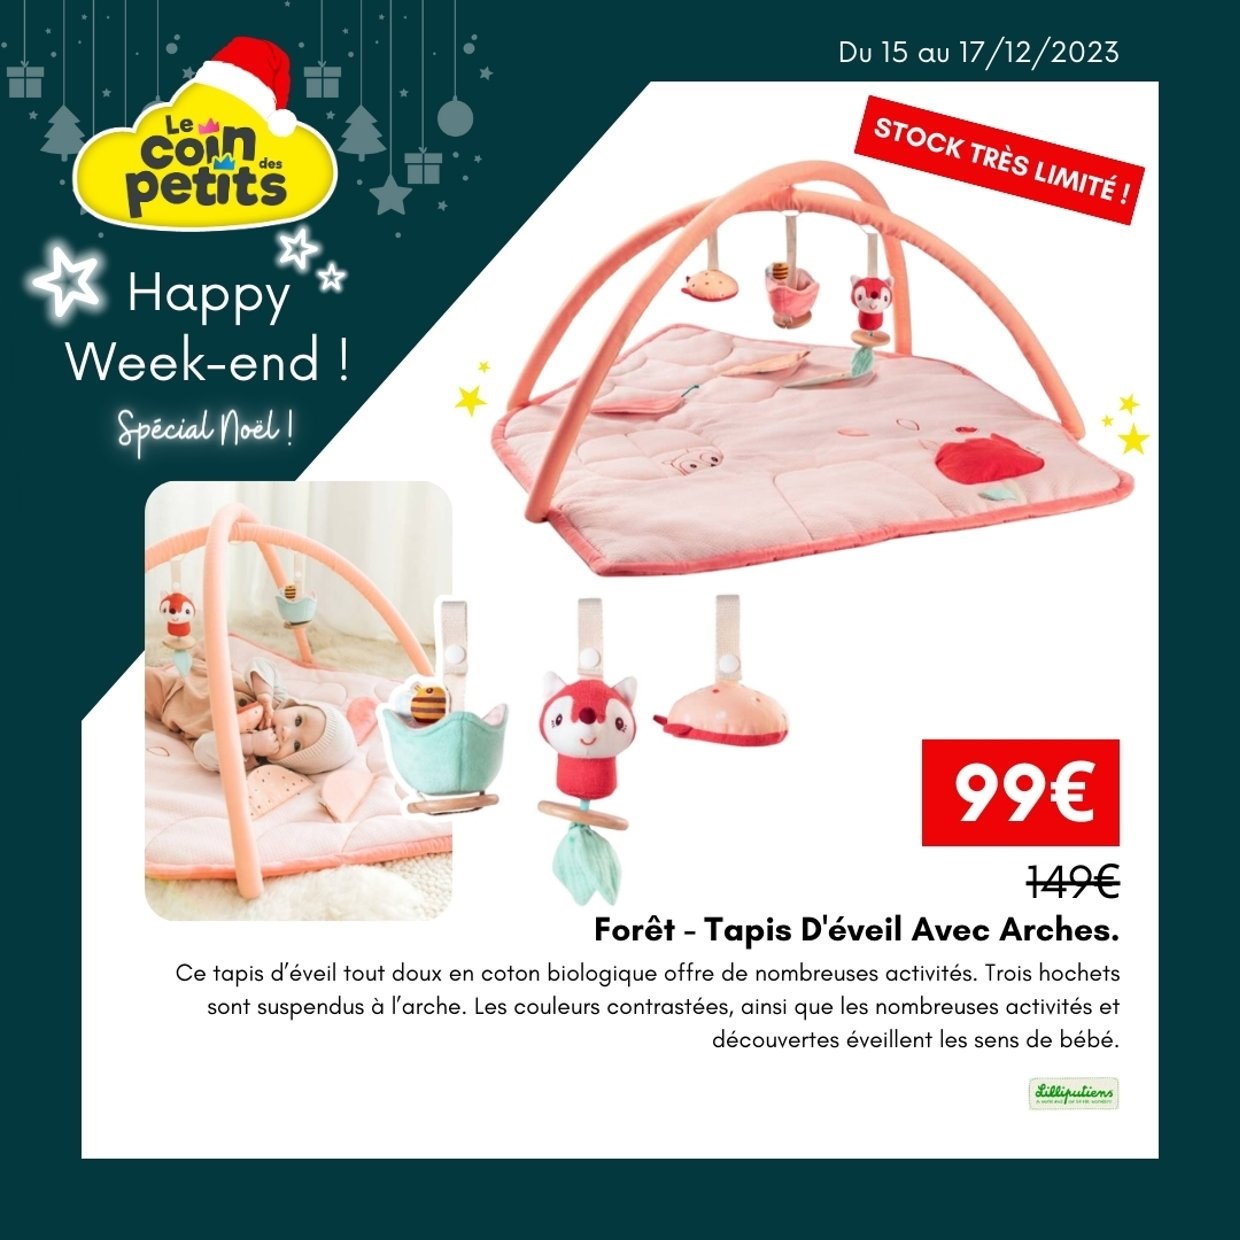 Du 15 au 17/12/2023
Le
coin des
petits
STOCK TRÈS LIMITÉ !
Happy
Week-end !
Spécial Noël !
99€
149€
Forêt - Tapis D'éveil Avec Arches.
Ce tapis d’éveil tout doux en coton biologique offre de nombreuses activités. Trois hochets
sont suspendus à l’arche. Les couleurs contrastées, ainsi que les nombreuses activités et
découvertes éveillent les sens de bébé.
Lilliputiens